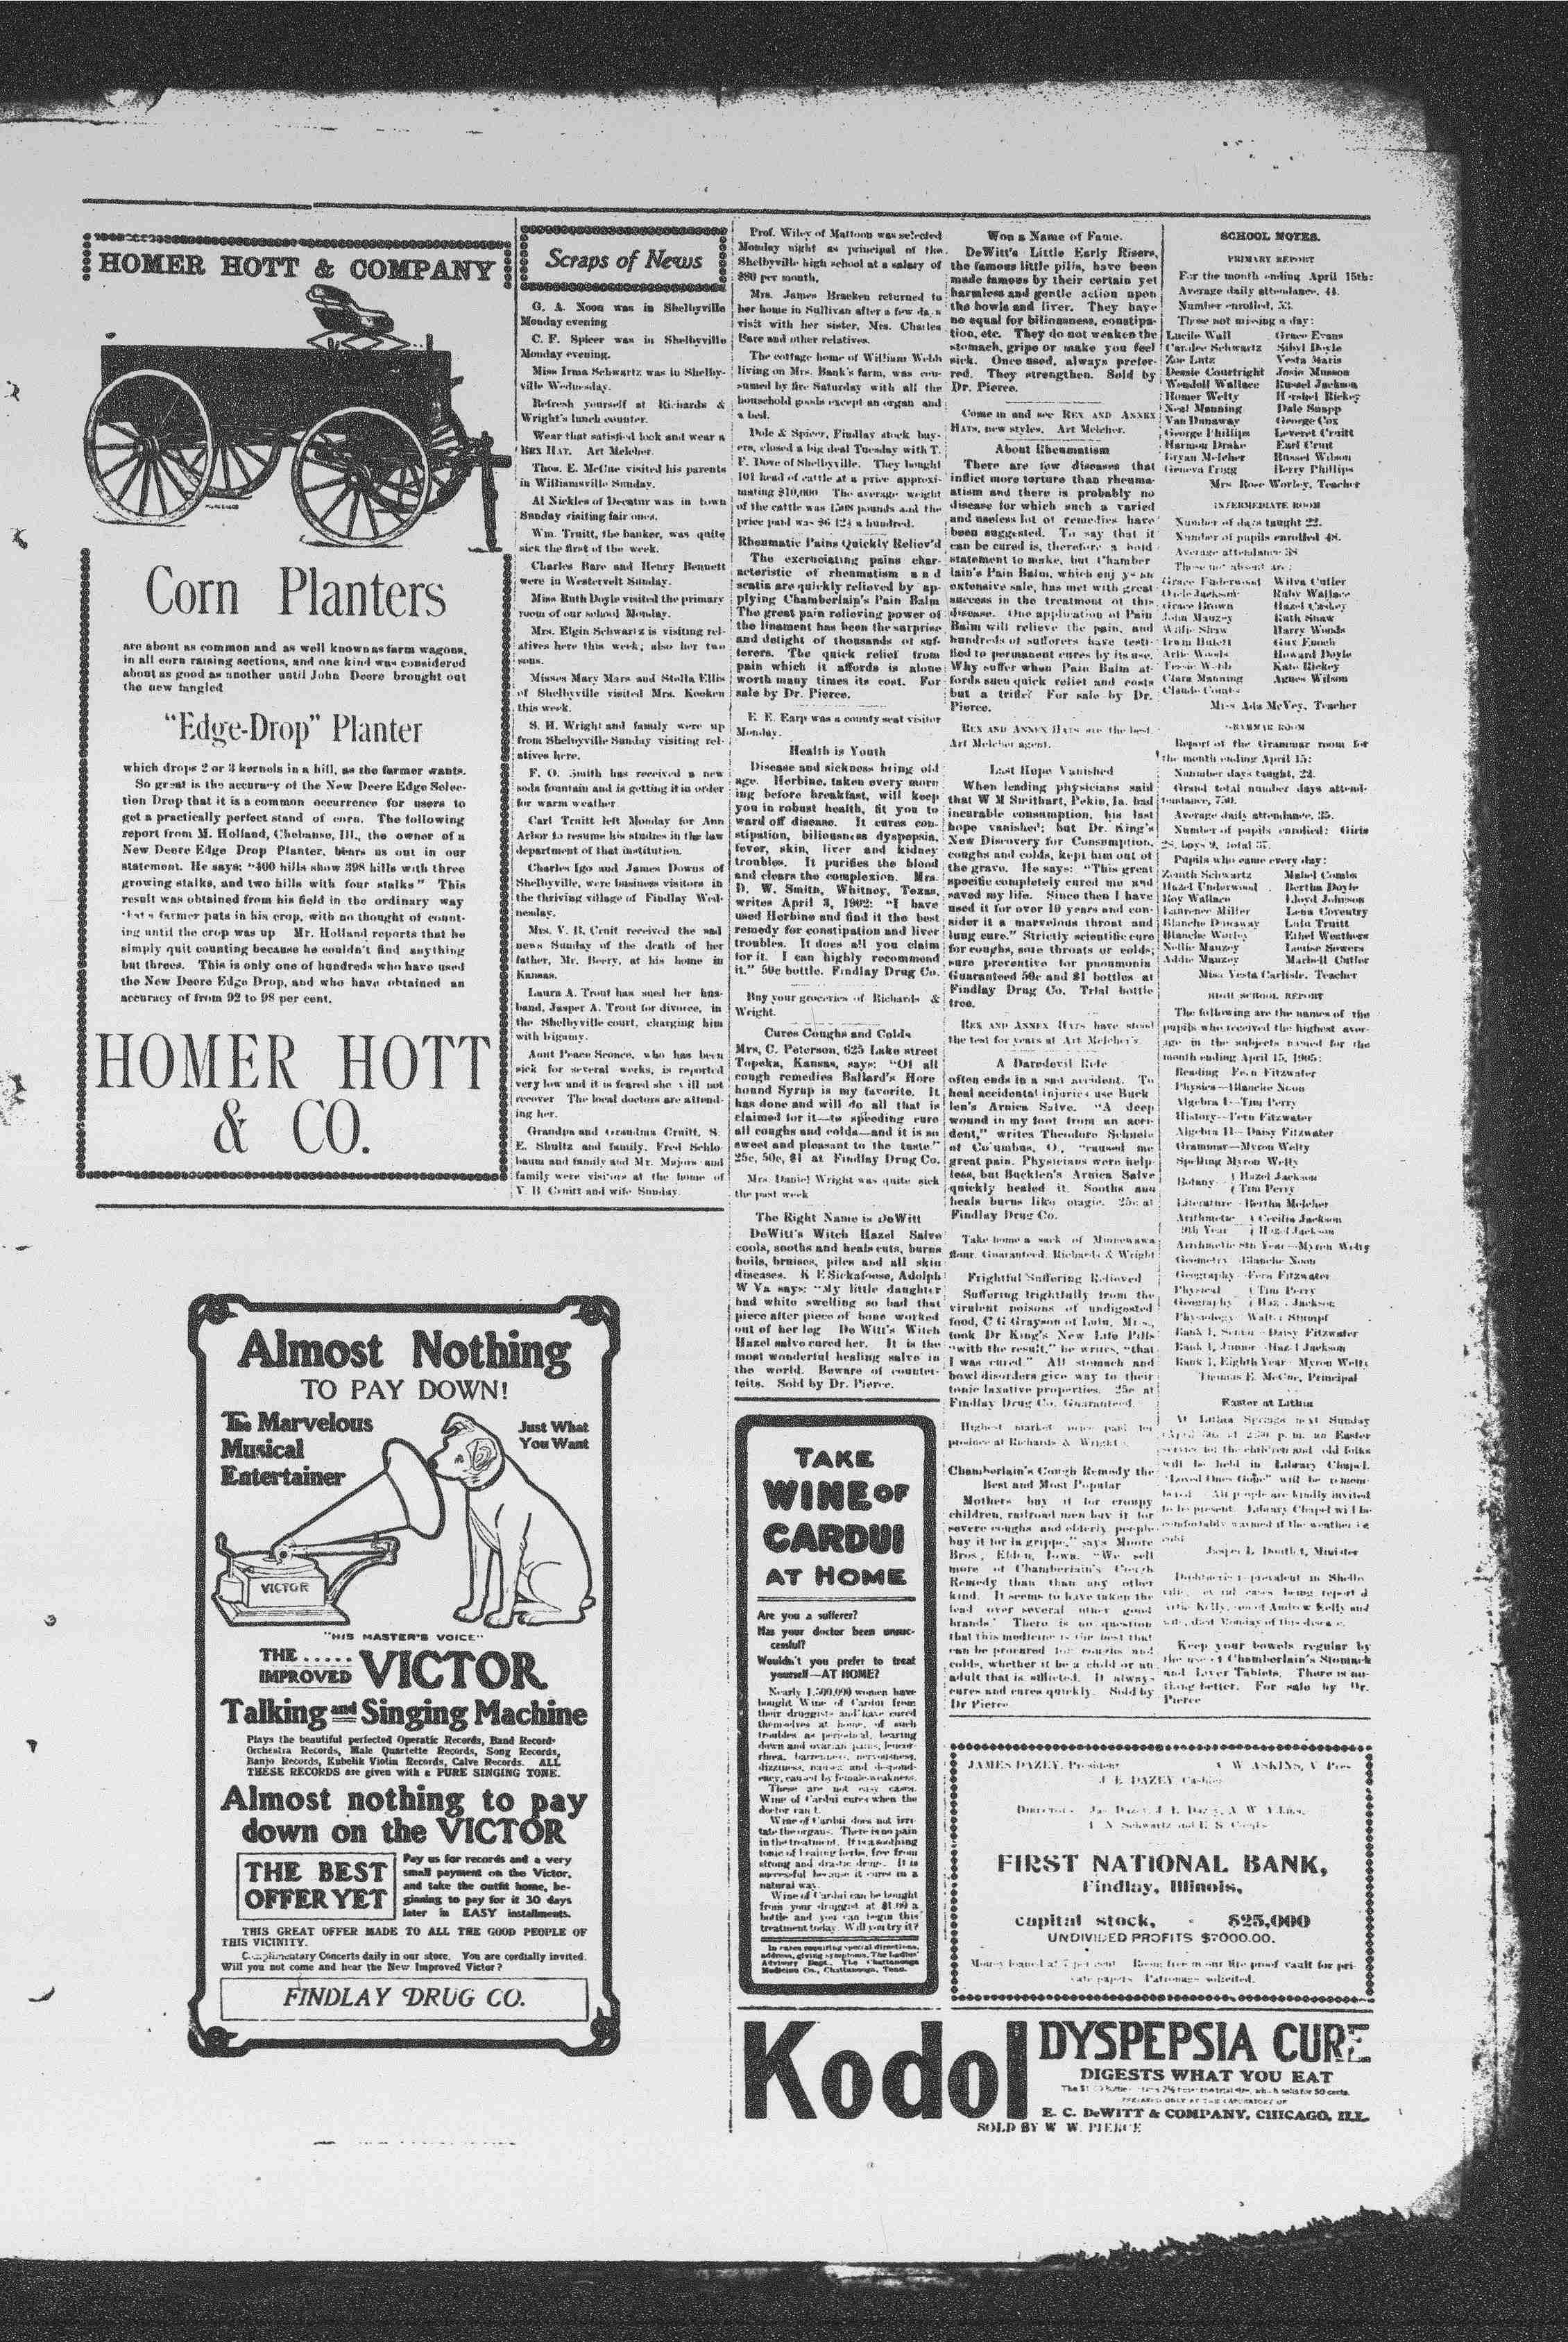 HOMER HOTT & COMPANY
Corn Planters
are about as common and as well known as farm wagons,
in all corn raising sections, and one kind was considered
about as good as another until John Deere brought out
the new fangled
"Edge-Drop" Planter
which drops 2 or 3 kernels in a hill, as the farmer wants.
So great is the accuracy of the New Deere Edge Selec-
tion Drop that it is a common occurrence for users to
get a practically perfect stand of corn. The following
report from M. Holland, Chebanse, Ill., the owner of a
New Deere Edge Drop Planter, bears us out in our
statement. He says: "400 hills show 398 hills with three
growing stalks, and two hills with four stalks" This
result was obtained from his field in the ordinary way
that a farmer puts in his crop, with no thought of count-
ing until the crop was up Mr. Holland reports that he
simply quit counting because he couldn't find anything
but threes. This is only one of hundreds who have used
the New Deere Edge Drop, and who have obtained an
accuracy of from 92 to 98 per cent.
HOMER HOTT
& CO.
Almost Nothing
TO PAY DOWN!
The Marvelous
Musical
Entertainer
Just What
You Want
VICTOR
"HIS MASTER'S VOICE"
THE .....
IMPROVED VICTOR
Talking and Singing Machine
Plays the beautiful perfected Operatic Records, Band Record-
Orchestra Records, Male Quartette Records, Song Records,
Banjo Records, Kubelik Violin Records, Calve Records. ALL
THESE RECORDS are given with a PURE SINGING TONE.
Almost nothing to pay
down on the VICTOR
THE BEST
OFFER YET
Pay us for records and a very
small payment on the Victor,
and take the outfit home, be-
ginning to pay for it 30 days
later in EASY installments.
THIS GREAT OFFER MADE TO ALL THE GOOD PEOPLE OF
THIS VICINITY.
Complimentary Concerts daily in our store. You are cordially invited.
Will you not come and hear the New Improved Victor?
FINDLAY DRUG CO.
Scraps of News
G. A. Noon was in Shelbyville
Monday evening
C. F. Spicer was in Shelbyville
Monday evening.
Miss Irma Schwartz was in Shelby-
ville Wednesday.
Refresh yourself at Richards &
Wright's lunch counter.
Wear that satisfied look and wear a
REX HAT. Art Melcher.
Thos. E. McCue visited his parents
in Williamsville Sunday.
Al Nickles of Decatur was in town
Sunday visiting fair ones.
Wm. Truitt, the banker, was quite
sick the first of the week.
Charles Bare and Henry Bennett
were in Westervelt Sunday.
Miss Ruth Doyle visited the primary
room of our school Monday.
Mrs. Elgin Schwartz is visiting rel-
atives here this week; also her two
sons.
Misses Mary Mars and Stella Ellis
of Shelbyville visited Mrs. Kooken
this week.
S. H. Wright and family were up
from Shelbyville Sunday visiting rel-
atives here.
F. O. Smith has received a new
soda fountain and is getting it in order
for warm weather.
Carl Truitt left Monday for Ann
Arbor to resume his studies in the law
department of that institution.
Charles Igo and James Downs of
Shelbyville, were business visitors in
the thriving village of Findlay Wed-
nesday.
Mrs. V. B. Cruit received the sad
news Sunday of the death of her
father, Mr. Beery, at his home in
Kansas.
Laura A. Trout has sued her hus-
band, Jasper A. Trout for divorce, in
the Shelbyville court, charging him
with bigamy.
Aunt Peace Sconce, who has been
sick for several weeks, is reported
very low and it is feared she will not
recover The local doctors are attend-
ing her.
Grandpa and Grandma Cruitt, S.
E. Shultz and family, Fred Schlo-
baum and family and Mr. Majors and
family were visitors at the home of
V. B Cruitt and wife Sunday.
Prof. Wiley of Mattoon was selected
Monday night as principal of the
Shelbyville high school at a salary of
$80 per month.
Mrs. James Bracken returned to
her home in Sullivan after a few days
visit with her sister, Mrs. Charles
Bare and other relatives.
The cottage home of William Webb
living on Mrs. Bank's farm, was con-
sumed by fire Saturday with all the
household goods except an organ and
a bed.
Dole & Spicer, Findlay stock buy-
ers, closed a big deal Tuesday with T.
F. Dove of Shelbyville. They bought
101 head of cattle at a price approxi-
mating $10,000 The average weight
of the cattle was 1508 pounds and the
price paid was $6 12½ a hundred.
Rheumatic Pains Quickly Reliev'd
The excruciating pains char-
acteristic of rheumatism and
sciatia are quickly relieved by ap-
plying Chamberlain's Pain Balm
The great pain relieving power of
the linament has been the surprise
and delight of thousands of suf-
ferers. The quick relief from
pain which it affords is alone
worth many times its cost. For
sale by Dr. Pierce.
E. E. Earp was a county seat visitor
Monday.
Health is Youth
Disease and sickness bring old
age. Herbine, taken every morn
ing before breakfast, will keep
you in robust health, fit you to
ward off disease. It cures con-
stipation, biliousness dyspepsia,
fever, skin, liver and kidney
troubles. It purifies the blood
and clears the complexion. Mrs.
D. W. Smith, Whitney, Texas,
writes April 3, 1902: "I have
used Herbine and find it the best
remedy for constipation and liver
troubles. It does all you claim
for it. I can highly recommend
it." 50c bottle. Findlay Drug Co.
Buy your groceries of Richards &
Wright.
Cures Coughs and Colds
Mrs, C. Peterson, 625 Lake street
Topeka, Kansas, says: "Of all
cough remedies Ballard's Hore
hound Syrup is my favorite. It
has done and will do all that is
claimed for it—to speeding cure
all coughs and colds—and it is so
sweet and pleasant to the taste."
25c, 50c, $1 at Findlay Drug Co.
Mrs. Daniel Wright was quite sick
the past week
The Right Name is DeWitt
DeWitt's Witch Hazel Salve
cools, sooths and heals cuts, burns
boils, bruises, piles and all skin
diseases. K E Sickafoose, Adolph
W Va says: "My little daughter
had white swelling so bad that
piece after piece of bone worked
out of her leg De Witt's Witch
Hazel salve cured her. It is the
most wonderful healing salve in
the world. Beware of counter-
feits. Sold by Dr. Pierce.
TAKE
WINE OF
CARDUI
AT HOME
Are you a sufferer?
Has your doctor been unsuc-
cessful?
Wouldn't you prefer to treat
yourself—AT HOME?
Nearly 1,500,000 women have
bought Wine of Cardui from
their druggists and have cured
themselves at home, of such
troubles as periodical, bearing
down and ovarian pains, leucor-
rhea, barrenness, nervousness,
dizziness, nausea and despond-
ency, caused by female weakness.
These are not easy cases.
Wine of Cardui cures when the
doctor can't.
Wine of Cardui does not irri-
tate the organs. There is no pain
in the treatment. It is a soothing
tonic of healing herbs, free from
strong and drastic drugs. It is
successful because it cures in a
natural way.
Wine of Cardui can be bought
from your druggist at $1.00 a
bottle and you can begin this
treatment today. Will you try it?
In cases requiring special directions,
address, giving symptoms, The Ladies'
Advisory Dept., The Chattanooga
Medicine Co., Chattanooga, Tenn.
Won a Name of Fame.
DeWitt's Little Early Risers,
the famous little pills, have been
made famous by their certain yet
harmless and gentle action upon
the bowls and liver. They have
no equal for biliousness, constipa-
tion, etc. They do not weaken the
stomach, gripe or make you feel
sick. Once used, always prefer-
red. They strengthen. Sold by
Dr. Pierce.
Come in and see REX AND ANNEX
HATS, new styles. Art Melcher.
About Rheumatism
There are few diseases that
inflict more torture than rheuma-
atism and there is probably no
disease for which such a varied
and useless lot of remedies have
been suggested. To say that it
can be cured is, therefore a bold
statement to make, but Chamber
lain's Pain Balm, which enjoys an
extensive sale, has met with great
success in the treatment of this
disease. One application of Pain
Balm will relieve the pain, and
hundreds of sufferers have testi-
fied to permanent cures by its use.
Why suffer when Pain Balm af-
fords such quick relief and costs
but a trifle? For sale by Dr.
Pierce.
REX AND ANNEX HATS are the best.
Art Melcher agent.
Last Hope Vanished
When leading physicians said
that W M Smithart, Pekin, Ia. had
incurable consumption, his last
hope vanished; but Dr. King's
New Discovery for Consumption,
coughs and colds, kept him out of
the grave. He says: "This great
specific completely cured me and
saved my life. Since then I have
used it for over 10 years and con-
sider it a marvelous throat and
lung cure." Strictly scientific cure
for coughs, sore throats or colds;
sure preventive for pneumonia
Guaranteed 50c and $1 bottles at
Findlay Drug Co. Trial bottle
free.
REX AND ANNEX HATS have stood
the test for years at Art Melcher's.
A Daredevil Ride
often ends in a sad accident. To
heal accidental injuries use Buck
len's Arnica Salve. "A deep
wound in my foot from an acci-
dent," writes Theodore Schuele
of Columbus, O., "caused me
great pain. Physicians were help-
less, but Bucklen's Arnica Salve
quickly healed it. Sooths and
heals burns like magic. 25c at
Findlay Drug Co.
Take home a sack of Minnewawa
flour. Guaranteed. Richards & Wright
Frightful Suffering Relieved
Suffering frightfully from the
virulent poisons of undigested
food, C G Grayson of Lulu, Miss.,
took Dr King's New Life Pills
"with the result," he writes, "that
I was cured." All stomach and
bowl disorders give way to their
tonic laxative properties. 25c at
Findlay Drug Co. Guaranteed.
Highest market price paid for
produce at Richards & Wright's.
Chamberlain's Cough Remedy the
Best and Most Popular
Mothers buy it for croupy
children, railroad men buy it for
severe coughs and elderly people
buy it for la grippe," says Moore
Bros., Eldon, Iowa. "We sell
more of Chamberlain's Cough
Remedy than than any other
kind. It seems to have taken the
lead over several other good
brands." There is no question
that this medicine is the best that
can be procured for coughs and
colds, whether it be a child or an
adult that is afflicted. It always
cures and cures quickly. Sold by
Dr Pierce
SCHOOL NOTES.
PRIMARY REPORT
For the month ending April 15th:
Average daily attendance, 44.
Number enrolled, 53.
Those not missing a day:
Lucile Wall Grace Evans
Cardee Schwartz Sibyl Doyle
Zoe Lutz Vesta Maris
Dessie Courtright Josie Musson
Wendell Wallace Russel Jackson
Homer Welty Hershel Rickey
Neal Manning Dale Snapp
Van Dunaway George Cox
George Phillips Leveret Cruitt
Harmon Drake Earl Cruit
Bryan Melcher Russel Wilson
Geneva Trigg Berry Phillips
Mrs Rose Worley, Teacher
INTERMEDIATE ROOM
Number of days taught 22.
Number of pupils enrolled 48.
Average attendance 38
Those not absent are:
Grace Underwood Wilva Cutler
Jackson Ruby Wallace
Grace Brown Hazel Caskey
John Mauzey Ruth Shaw
Willie Shaw Harry Woods
Guy Enoch
Arlie Woods Howard Doyle
Tessie Webb Kate Rickey
Clara Manning Agnes Wilson
Claude Combs
Miss Ada McVey, Teacher
GRAMMAR ROOM
Report of the Grammar room for
the month ending April 15:
Number days taught, 22.
Grand total number days attend-
tendance, 750.
Average daily attendance, 35.
Number of pupils enrolled: Girls
28, boys 9, total 37.
Pupils who came every day:
Zenith Schwartz Mabel Combs
Hazel Underwood Bertha Doyle
Roy Wallace Lloyd Johnson
Laurence Miller Lena Coventry
Blanche Dunaway Lulu Truitt
Blanche Worley Ethel Weathers
Nellie Mauzey Louise Sowers
Addie Mauzey Marbell Cutler
Miss Vesta Carlisle, Teacher
HIGH SCHOOL REPORT
The following are the names of the
pupils who received the highest aver-
age in the subjects named for the
month ending April 15, 1905:
Reading—Fern Fitzwater
Physics—Blanche Noon
Algebra I—Tim Perry
History—Fern Fitzwater
Algebra II—Daisy Fitzwater
Grammar—Myron Welty
Spelling Myron Welty
Botany— Hazel Jackson
Tim Perry
Literature—Bertha Melcher
Arithmetic Cecilia Jackson
9th Year Hazel Jackson
Arithmetic 8th Year—Myron Welty
Geometry—Blanche Noon
Geography—Fern Fitzwater
Physical Tim Perry
Geography Hazel Jackson
Physiology—Walter Stumpf
Rank 1, Senior—Daisy Fitzwater
Rank 1, Junior—Hazel Jackson
Rank 1, Eighth Year—Myron Welty
Thomas E. McCue, Principal
Easter at Lithia
At Lithia Springs next Sunday
April 30, at 2:30 p. m. an Easter
service for the children and old folks
will be held in Library Chapel.
"Loved Ones Gone" will be remem-
bered. All people are kindly invited
to be present. Library Chapel will be
comfortably warmed if the weather is
cold.
Jasper L. Douthit, Minister
Diphtheria is prevalent in Shelby-
ville, several cases being reported
Kelly, son of Andrew Kelly and
wife, died Monday of this disease.
Keep your bowels regular by
the use of Chamberlain's Stomach
and Liver Tablets. There is no-
thing better. For sale by Dr.
Pierce
JAMES DAZEY, President A. W ASKINS, V Pres
J. E. DAZEY Cashier
Directors
FIRST NATIONAL BANK,
Findlay, Illinois,
capital stock, - $25,000
UNDIVIDED PROFITS $7000.00.
Money loaned at 7 per cent Room free in our fire proof vault for pri-
vate papers Patronage solicited.
Kodol DYSPEPSIA CURE
DIGESTS WHAT YOU EAT
E. C. DeWITT & COMPANY, CHICAGO, ILL.
SOLD BY W. W. PIERCE